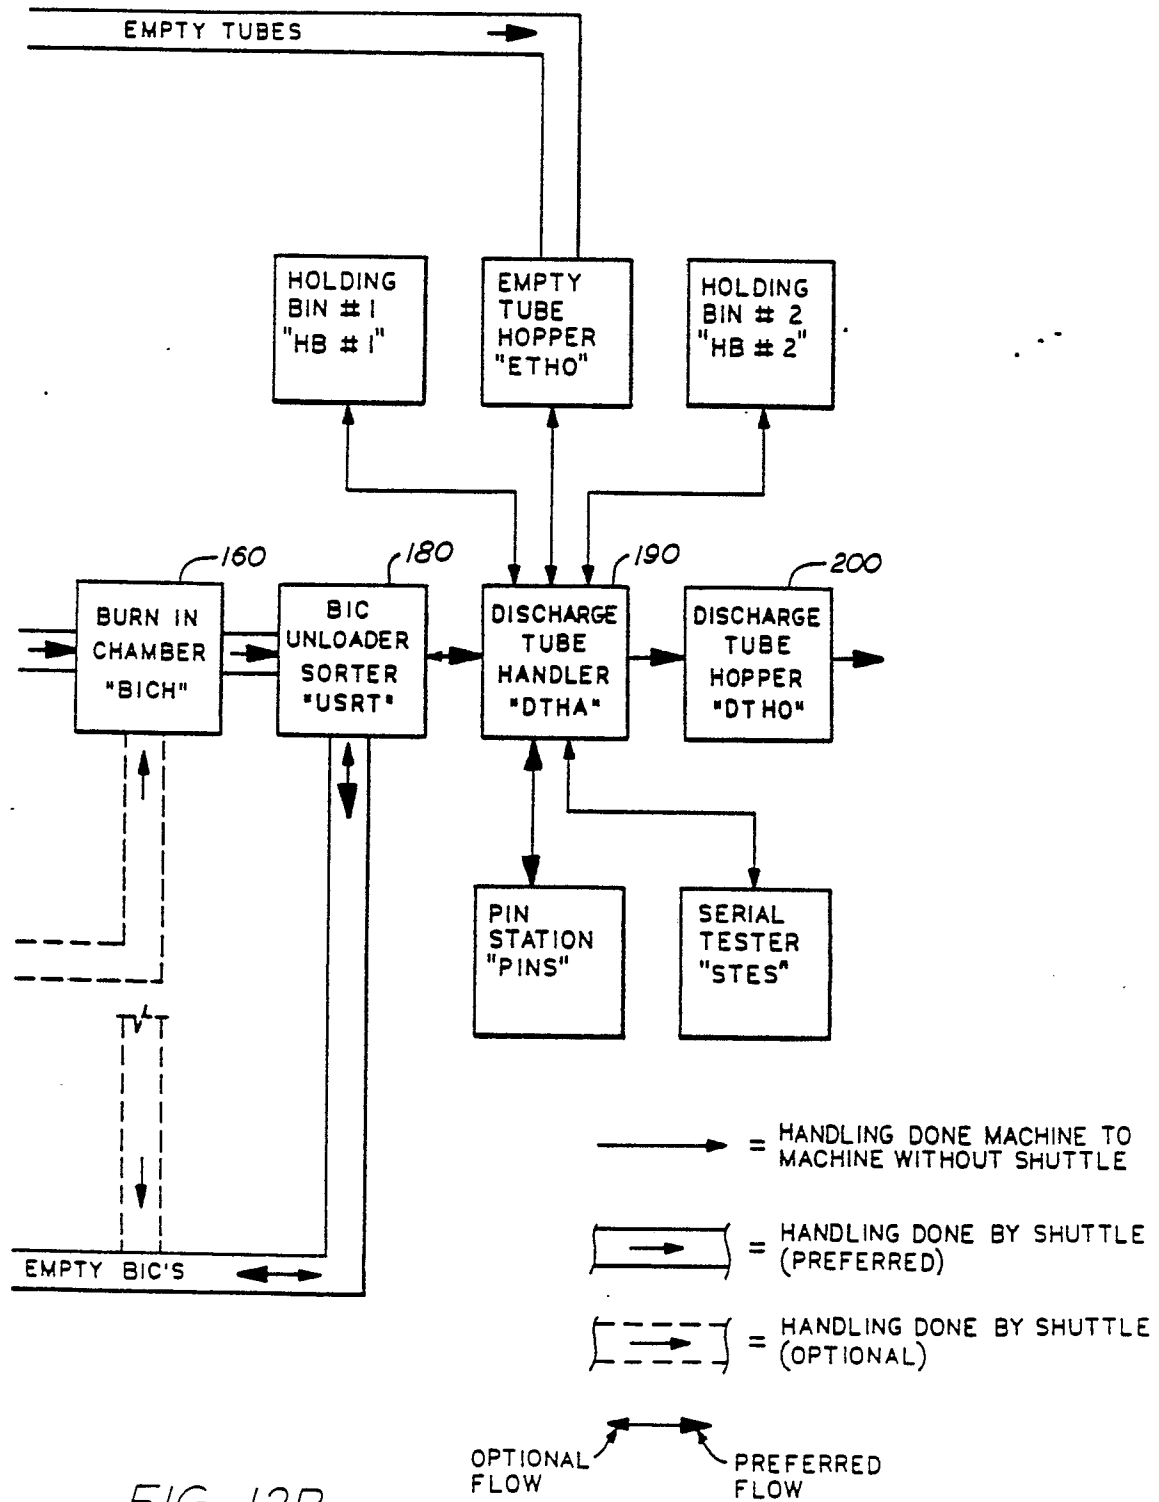 EMPTY TUBES
HOLDING
BIN # 1
"HB # 1"
EMPTY
TUBE
HOPPER
"ETHO"
HOLDING
BIN # 2
"HB # 2"
160
180
190
200
BURN IN
CHAMBER
"BICH"
BIC
UNLOADER
SORTER
"USRT"
DISCHARGE
TUBE
HANDLER
"DTHA"
DISCHARGE
TUBE
HOPPER
"DTHO"
PIN
STATION
"PINS"
SERIAL
TESTER
"STES"
= HANDLING DONE MACHINE TO
MACHINE WITHOUT SHUTTLE
EMPTY BIC'S
= HANDLING DONE BY SHUTTLE
(PREFERRED)
= HANDLING DONE BY SHUTTLE
(OPTIONAL)
OPTIONAL
FLOW
PREFERRED
FLOW